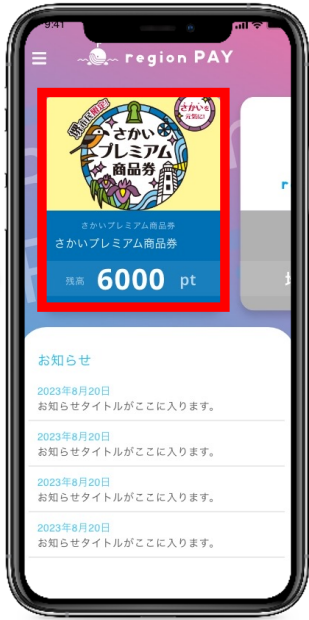 9:41
region PAY
堺市民限定
さかいを
元気に!
さかい
プレミアム
商品券
さかいプレミアム商品券
さかいプレミアム商品券
残高 6000 pt
お知らせ
2023年8月20日
お知らせタイトルがここに入ります。
2023年8月20日
お知らせタイトルがここに入ります。
2023年8月20日
お知らせタイトルがここに入ります。
2023年8月20日
お知らせタイトルがここに入ります。